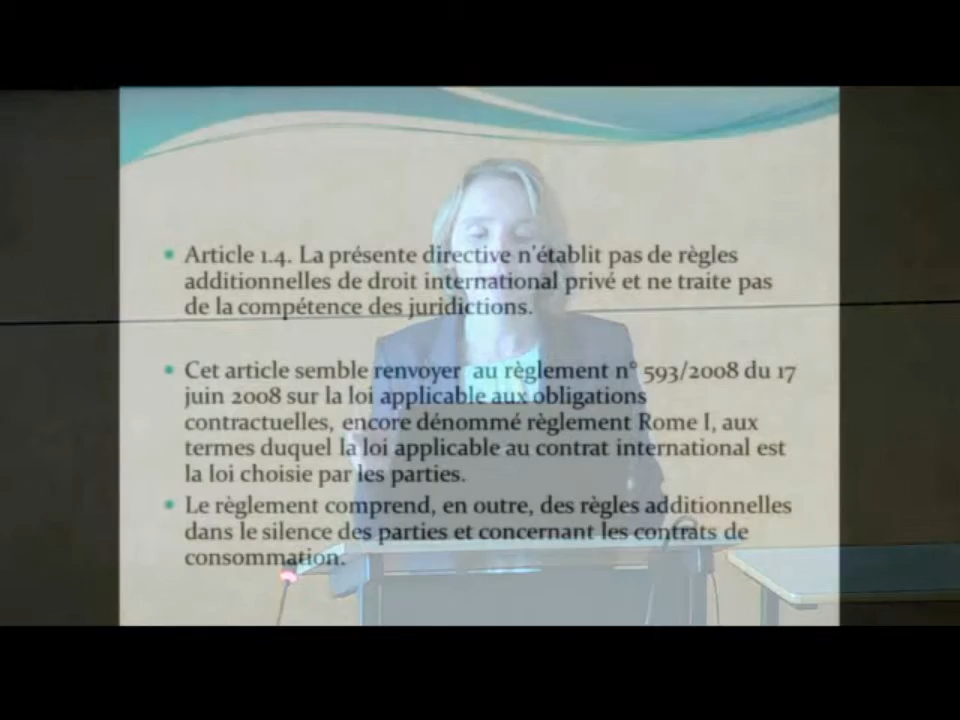 • Article 1.4. La présente directive n'établit pas de règles
additionnelles de droit international privé et ne traite pas
de la compétence des juridictions.
• Cet article semble renvoyer au règlement n° 593/2008 du 17
juin 2008 sur la loi applicable aux obligations
contractuelles, encore dénommé règlement Rome I, aux
termes duquel la loi applicable au contrat international est
la loi choisie par les parties.
• Le règlement comprend, en outre, des règles additionnelles
dans le silence des parties et concernant les contrats de
consommation.